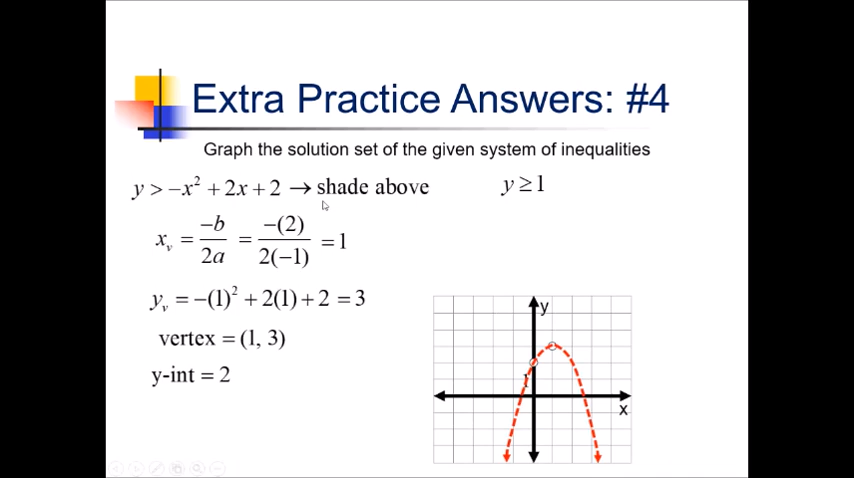 Extra Practice Answers: #4
Graph the solution set of the given system of inequalities
y > −x² + 2x + 2 → shade above
y ≥ 1
xᵥ = −b/2a = −(2)/2(−1) = 1
yᵥ = −(1)² + 2(1) + 2 = 3
vertex = (1, 3)
y-int = 2
y
1
x